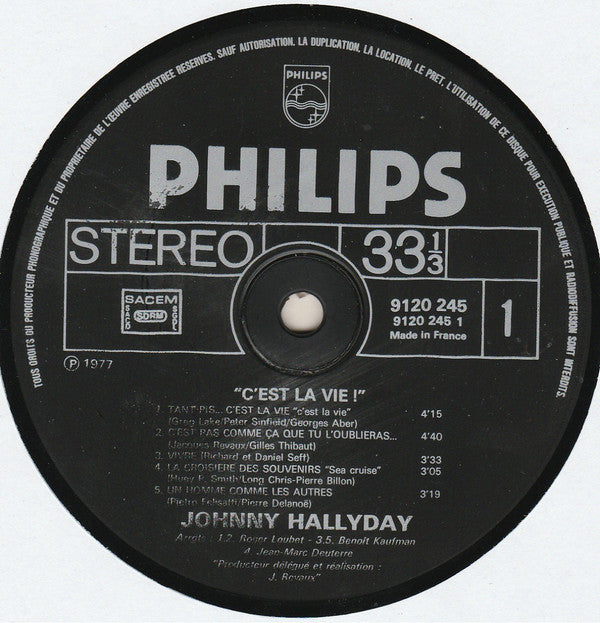 TOUS DROITS DU PRODUCTEUR PHONOGRAPHIQUE ET DU PROPRIETAIRE DE L'ŒUVRE ENREGISTREE RESERVES. SAUF AUTORISATION, LA DUPLICATION, LA LOCATION, LE PRET, L'UTILISATION DE CE DISQUE POUR EXECUTION PUBLIQUE ET RADIODIFFUSION SONT INTERDITS.
PHILIPS
PHILIPS
STEREO 33 1/3
SACEM
SACD SDRM SGDL
9120 245
9120 245 1
Made in France
1
Ⓟ 1977
"C'EST LA VIE !"
1. TANT PIS... C'EST LA VIE "c'est la vie" 4'15
(Greg Lake/Peter Sinfield/Georges Aber)
2. C'EST PAS COMME ÇA QUE TU L'OUBLIERAS... 4'40
(Jacques Revaux/Gilles Thibaut)
3. VIVRE (Richard et Daniel Seff) 3'33
4. LA CROISIERE DES SOUVENIRS "Sea cruise" 3'05
(Huey P. Smith/Long Chris-Pierre Billon)
5. UN HOMME COMME LES AUTRES 3'19
(Pietro Felisatti/Pierre Delanoë)
JOHNNY HALLYDAY
Arrgts : 1.2. Roger Loubet - 3.5. Benoît Kaufman
4. Jean-Marc Deuterre
"Producteur délégué et réalisation :
J. Revaux"